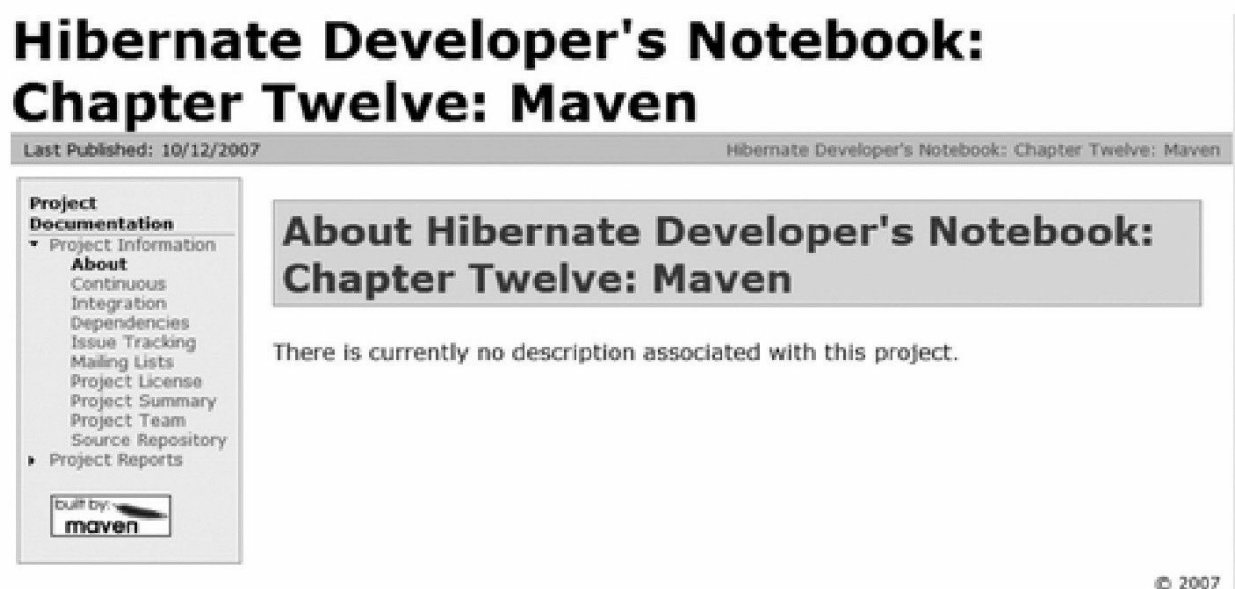 Hibernate Developer's Notebook:
Chapter Twelve: Maven
Last Published: 10/12/2007
Hibernate Developer's Notebook: Chapter Twelve: Maven
Project
Documentation
Project Information
About
Continuous
Integration
Dependencies
Issue Tracking
Mailing Lists
Project License
Project Summary
Project Team
Source Repository
Project Reports
built by:
maven
About Hibernate Developer's Notebook:
Chapter Twelve: Maven
There is currently no description associated with this project.
© 2007